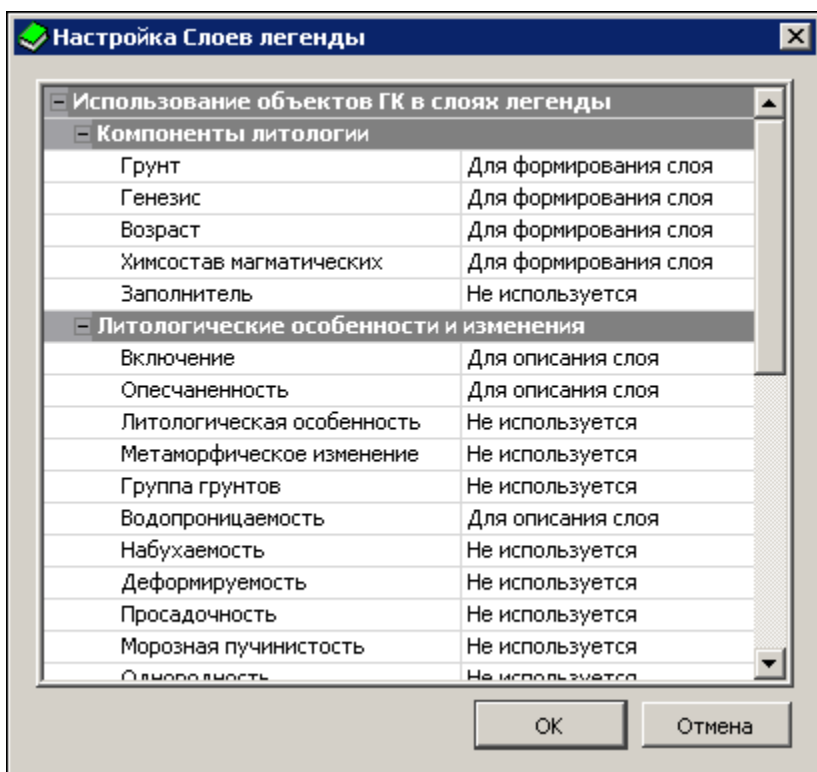 Настройка Слоев легенды
Использование объектов ГК в слоях легенды
Компоненты литологии
Грунт Для формирования слоя
Генезис Для формирования слоя
Возраст Для формирования слоя
Химсостав магматических Для формирования слоя
Заполнитель Не используется
Литологические особенности и изменения
Включение Для описания слоя
Опесчаненность Для описания слоя
Литологическая особенность Не используется
Метаморфическое изменение Не используется
Группа грунтов Не используется
Водопроницаемость Для описания слоя
Набухаемость Не используется
Деформируемость Не используется
Просадочность Не используется
Морозная пучинистость Не используется
Однородность Не используется
OK Отмена